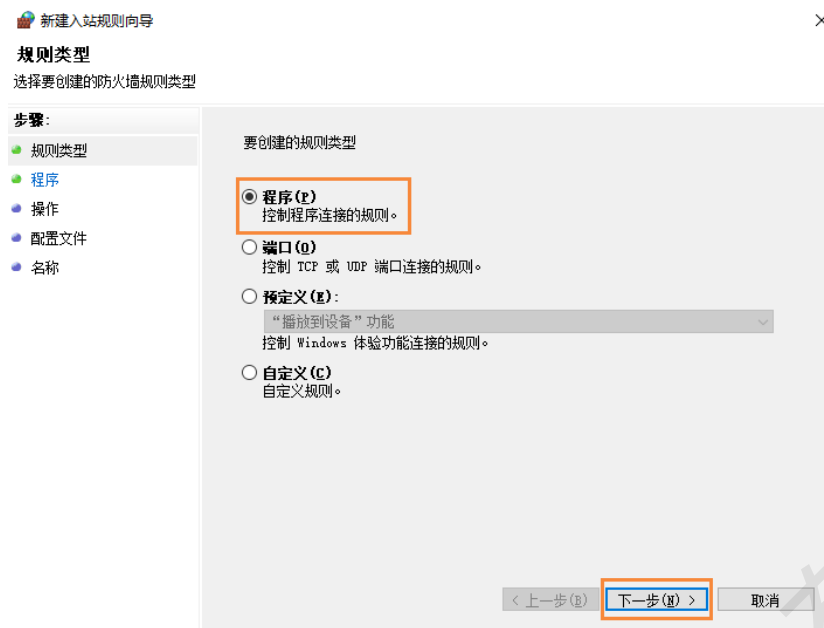 新建入站规则向导
规则类型
选择要创建的防火墙规则类型
步骤:
规则类型
程序
操作
配置文件
名称
要创建的规则类型
程序(P)
控制程序连接的规则。
端口(O)
控制 TCP 或 UDP 端口连接的规则。
预定义(E):
“播放到设备”功能
控制 Windows 体验功能连接的规则。
自定义(C)
自定义规则。
< 上一步(B)
下一步(N) >
取消